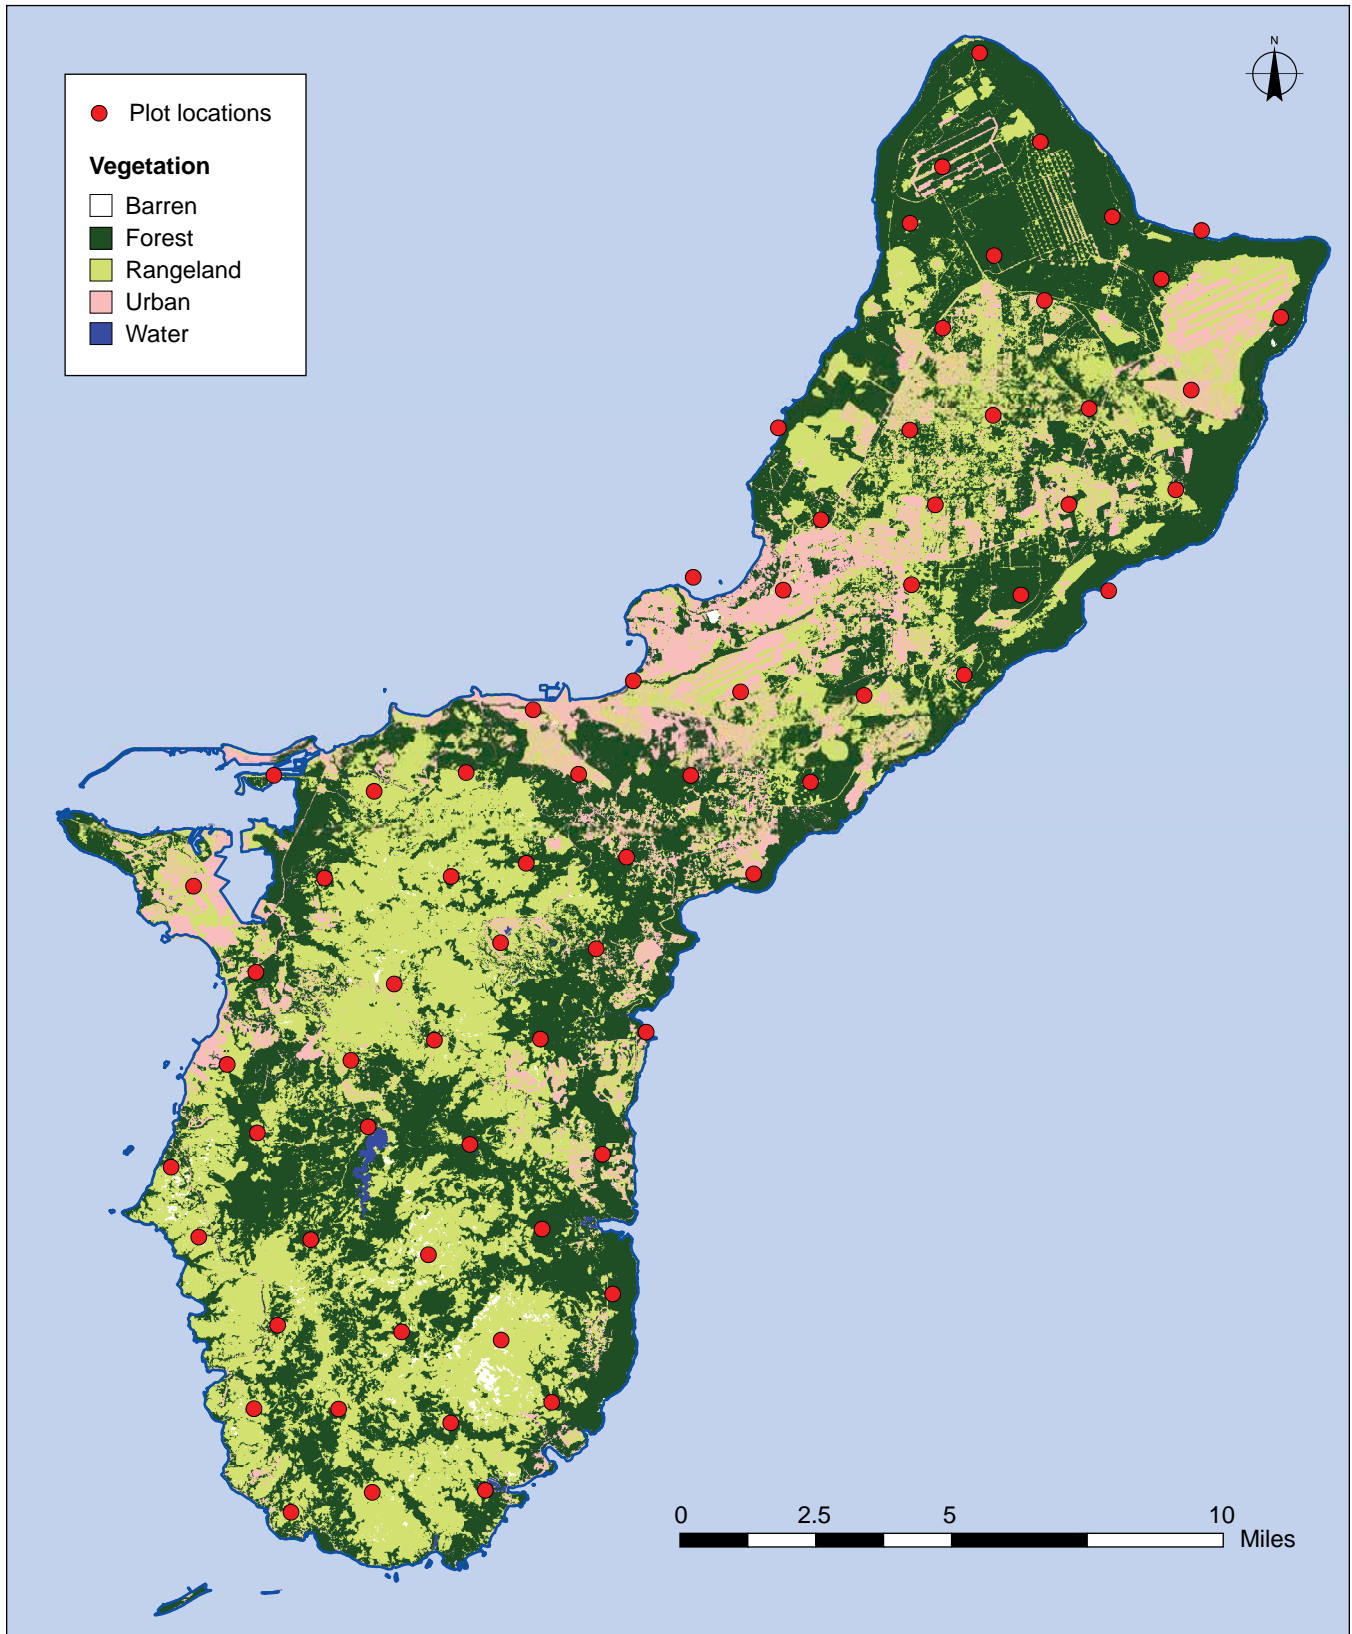 N
Plot locations
Vegetation
Barren
Forest
Rangeland
Urban
Water
0 2.5 5 10
Miles